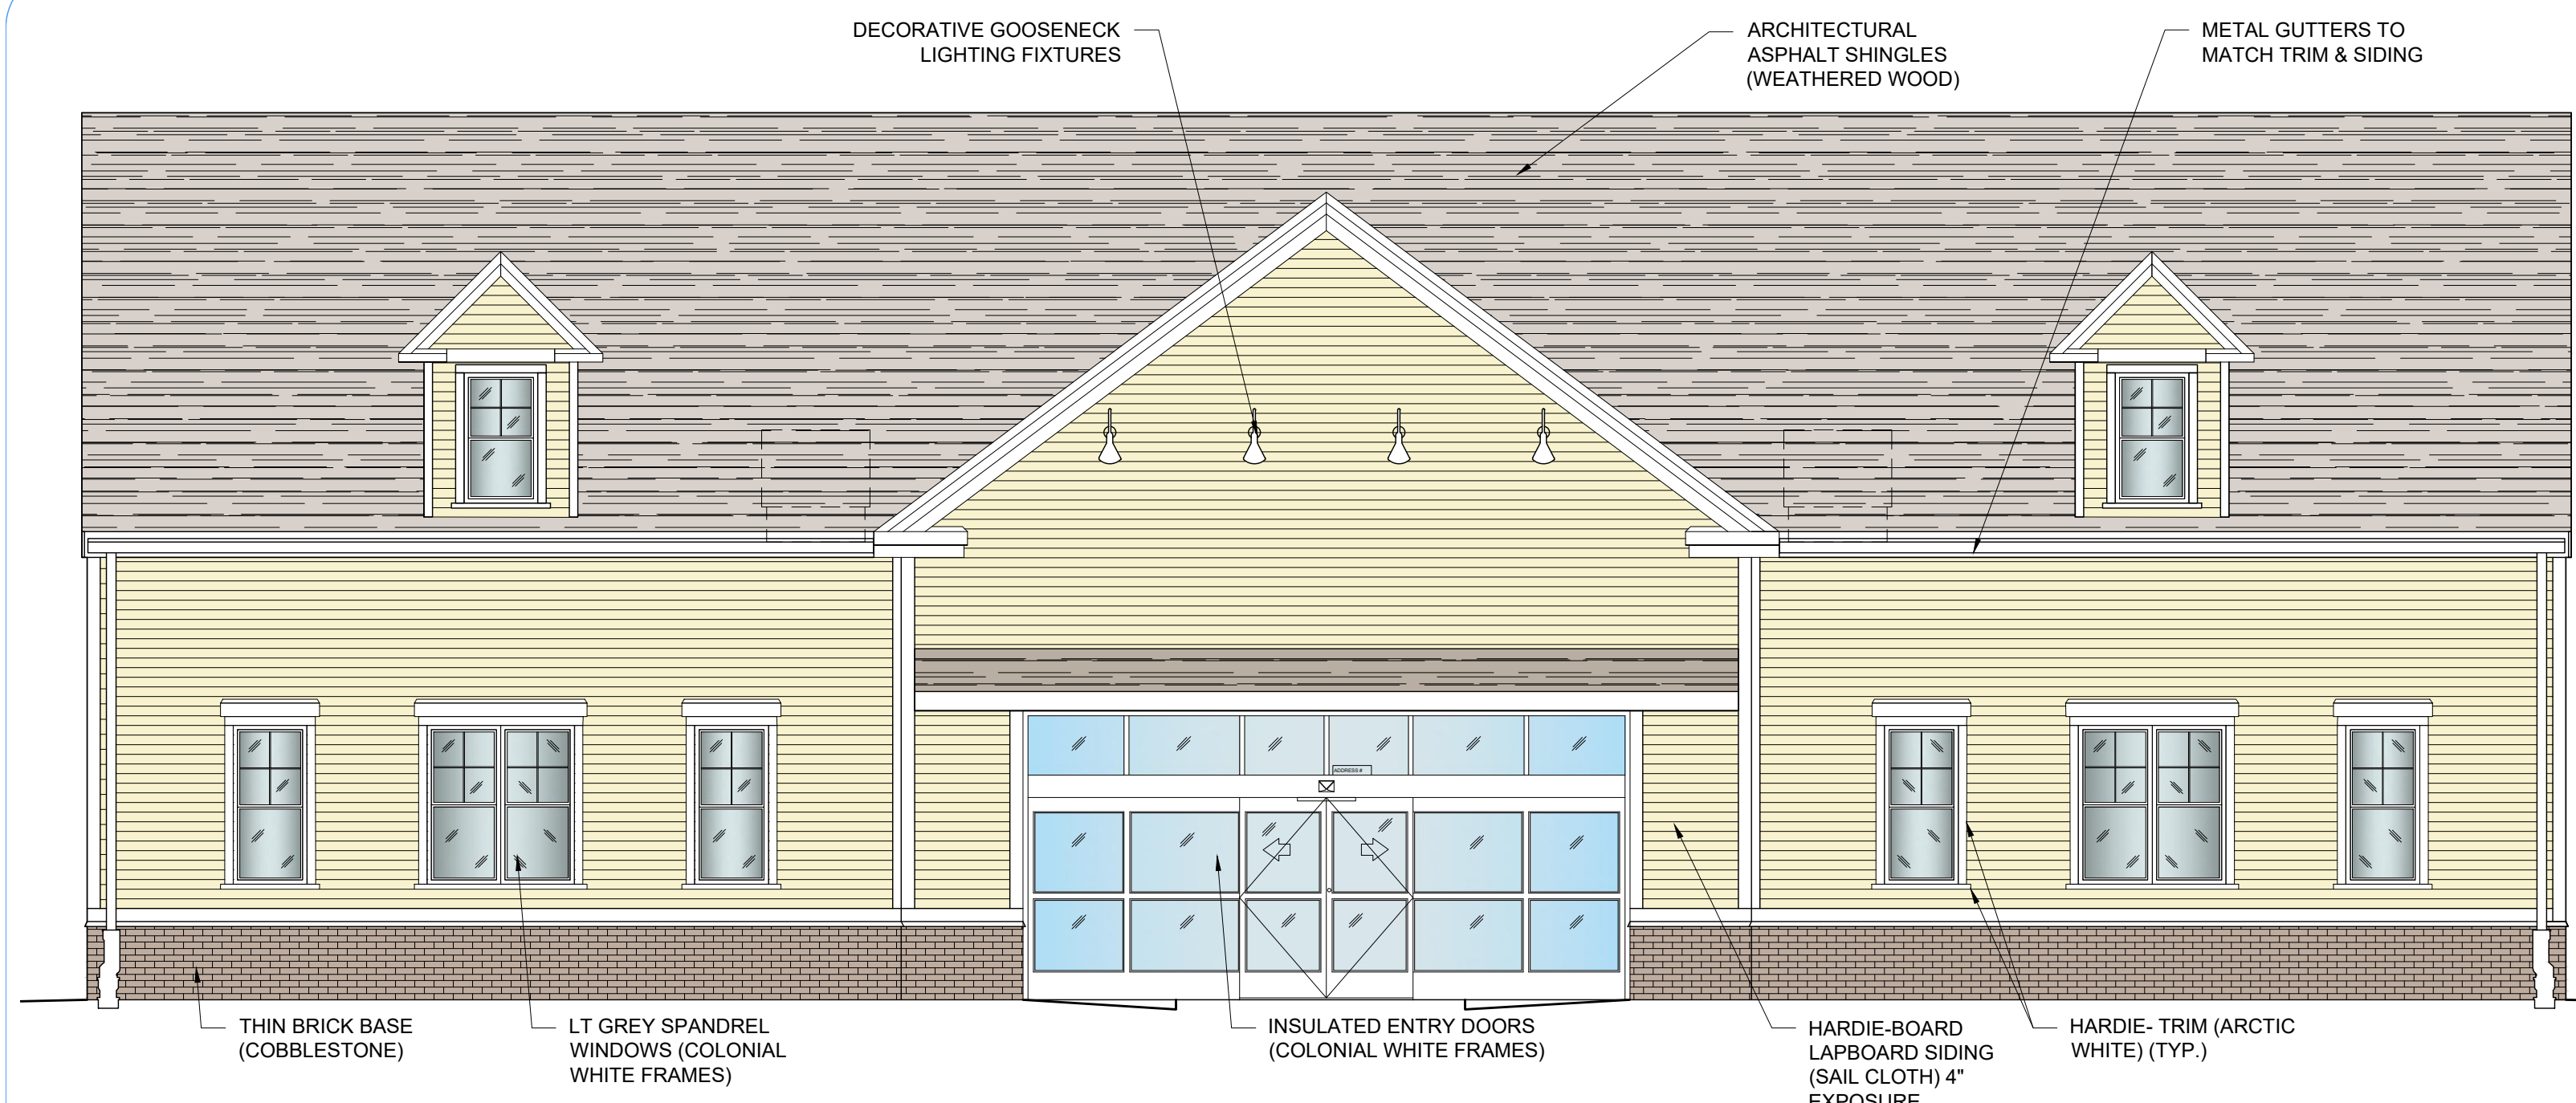 DECORATIVE GOOSENECK
LIGHTING FIXTURES
ARCHITECTURAL
ASPHALT SHINGLES
(WEATHERED WOOD)
METAL GUTTERS TO
MATCH TRIM & SIDING
ADDRESS #
THIN BRICK BASE
(COBBLESTONE)
LT GREY SPANDREL
WINDOWS (COLONIAL
WHITE FRAMES)
INSULATED ENTRY DOORS
(COLONIAL WHITE FRAMES)
HARDIE-BOARD
LAPBOARD SIDING
(SAIL CLOTH) 4"
EXPOSURE
HARDIE- TRIM (ARCTIC
WHITE) (TYP.)